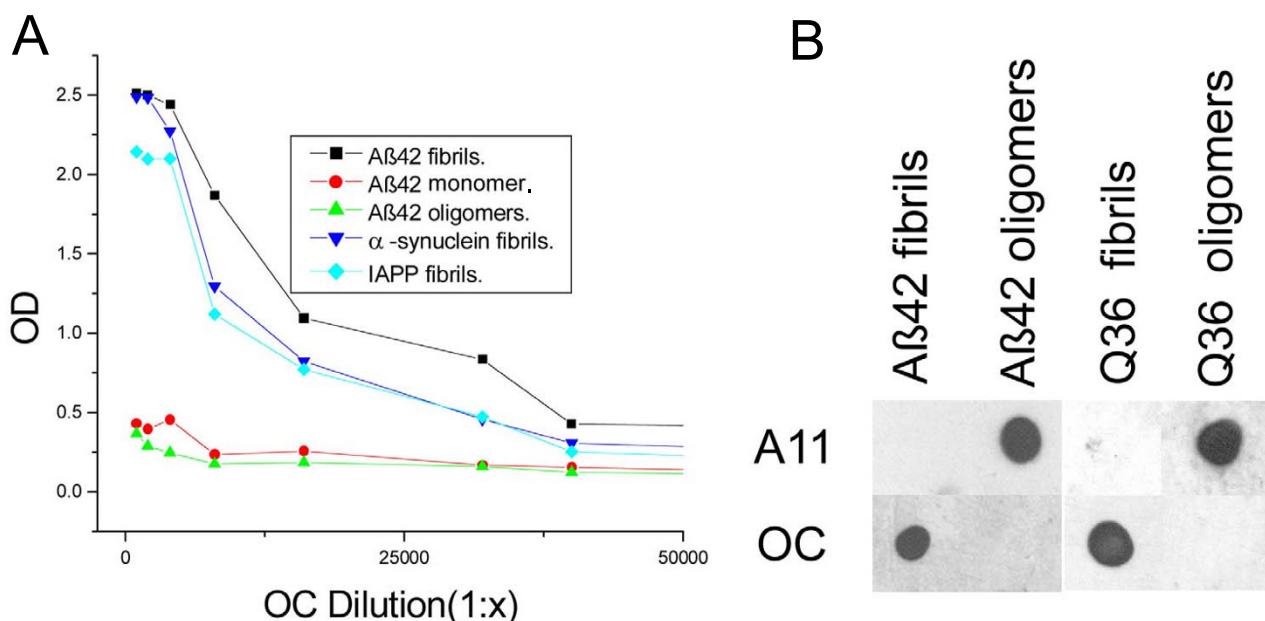 A
OD
2.5
2.0
1.5
1.0
0.5
0.0
Aß42 fibrils.
Aß42 monomer.
Aß42 oligomers.
α -synuclein fibrils.
IAPP fibrils.
0 25000 50000
OC Dilution(1:x)
B
Aß42 fibrils
Aß42 oligomers
Q36 fibrils
Q36 oligomers
A11
OC